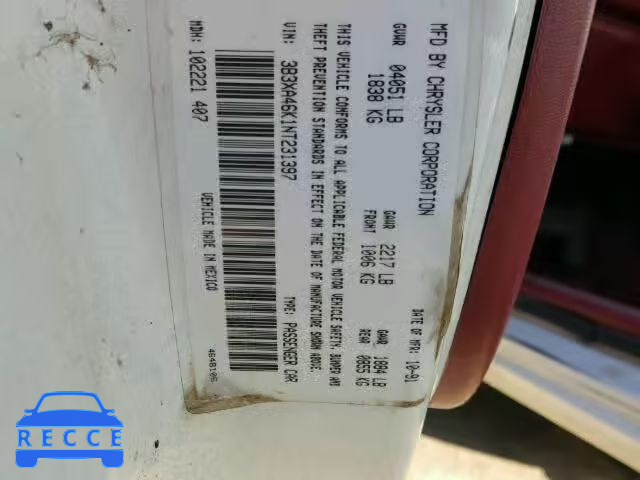 MFD BY CHRYSLER CORPORATION
DATE OF MFR: 10-91
GVWR 04051 LB
1838 KG
GAWR FRONT 2217 LB
1006 KG
GAWR REAR 1884 LB
0855 KG
THIS VEHICLE CONFORMS TO ALL APPLICABLE FEDERAL MOTOR VEHICLE SAFETY, BUMPER AND
THEFT PREVENTION STANDARDS IN EFFECT ON THE DATE OF MANUFACTURE SHOWN ABOVE.
VIN: 3B3XA46K1NT231397
TYPE: PASSENGER CAR
MDH: 102221 407
VEHICLE MADE IN MEXICO
4648106
RECCE